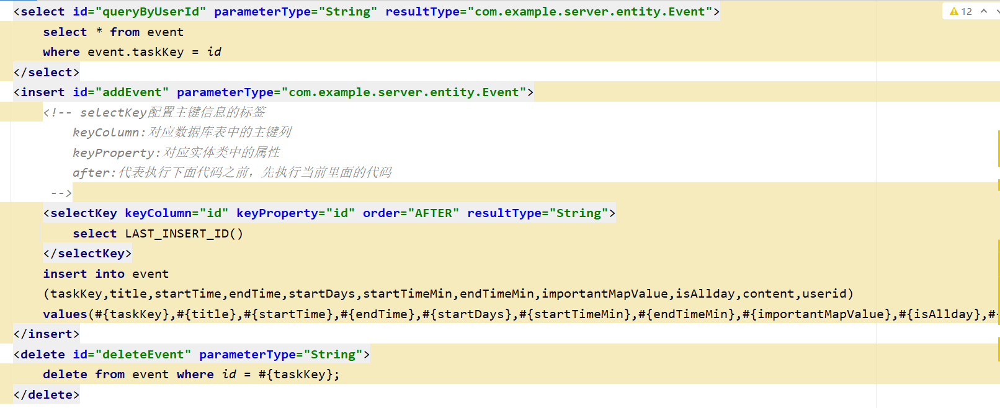 <select id="queryByUserId" parameterType="String" resultType="com.example.server.entity.Event">
12
select * from event
where event.taskKey = id
</select>
<insert id="addEvent" parameterType="com.example.server.entity.Event">
<!-- selectKey配置主键信息的标签
keyColumn:对应数据库表中的主键列
keyProperty:对应实体类中的属性
after:代表执行下面代码之前，先执行当前里面的代码
-->
<selectKey keyColumn="id" keyProperty="id" order="AFTER" resultType="String">
select LAST_INSERT_ID()
</selectKey>
insert into event
(taskKey,title,startTime,endTime,startDays,startTimeMin,endTimeMin,importantMapValue,isAllday,content,userid)
values(#{taskKey},#{title},#{startTime},#{endTime},#{startDays},#{startTimeMin},#{endTimeMin},#{importantMapValue},#{isAllday},#
</insert>
<delete id="deleteEvent" parameterType="String">
delete from event where id = #{taskKey};
</delete>